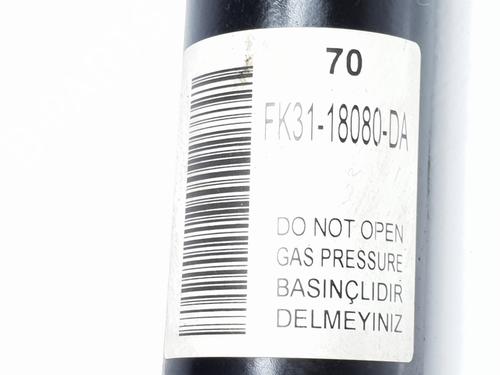 70
FK31-18080-DA
DO NOT OPEN
GAS PRESSURE
BASINÇLIDIR
DELMEYINIZ